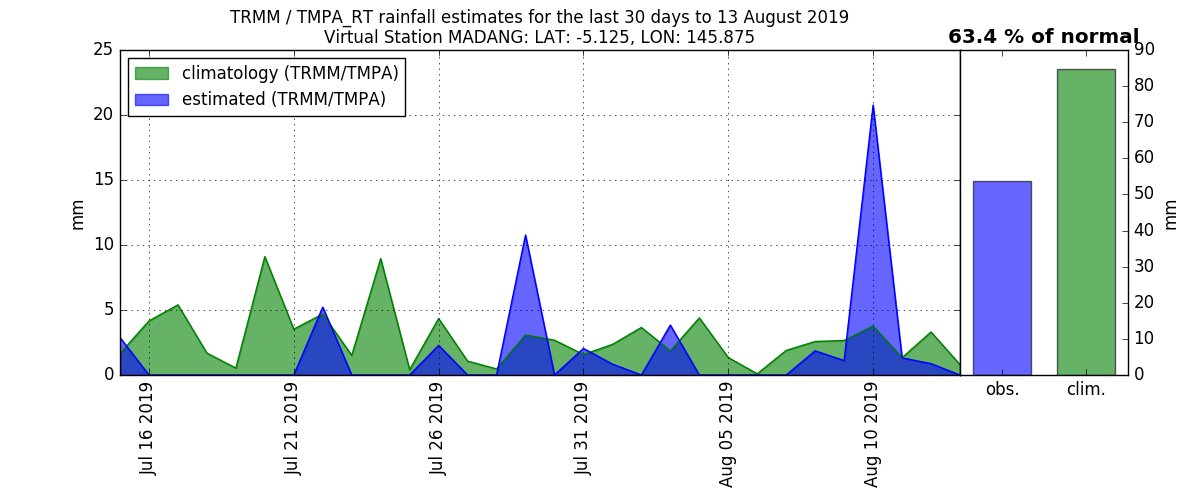 TRMM / TMPA_RT rainfall estimates for the last 30 days to 13 August 2019
Virtual Station MADANG: LAT: -5.125, LON: 145.875
63.4 % of normal
climatology (TRMM/TMPA)
estimated (TRMM/TMPA)
25
20
15
10
5
0
mm
Jul 16 2019
Jul 21 2019
Jul 26 2019
Jul 31 2019
Aug 05 2019
Aug 10 2019
90
80
70
60
50
40
30
20
10
0
mm
obs.
clim.